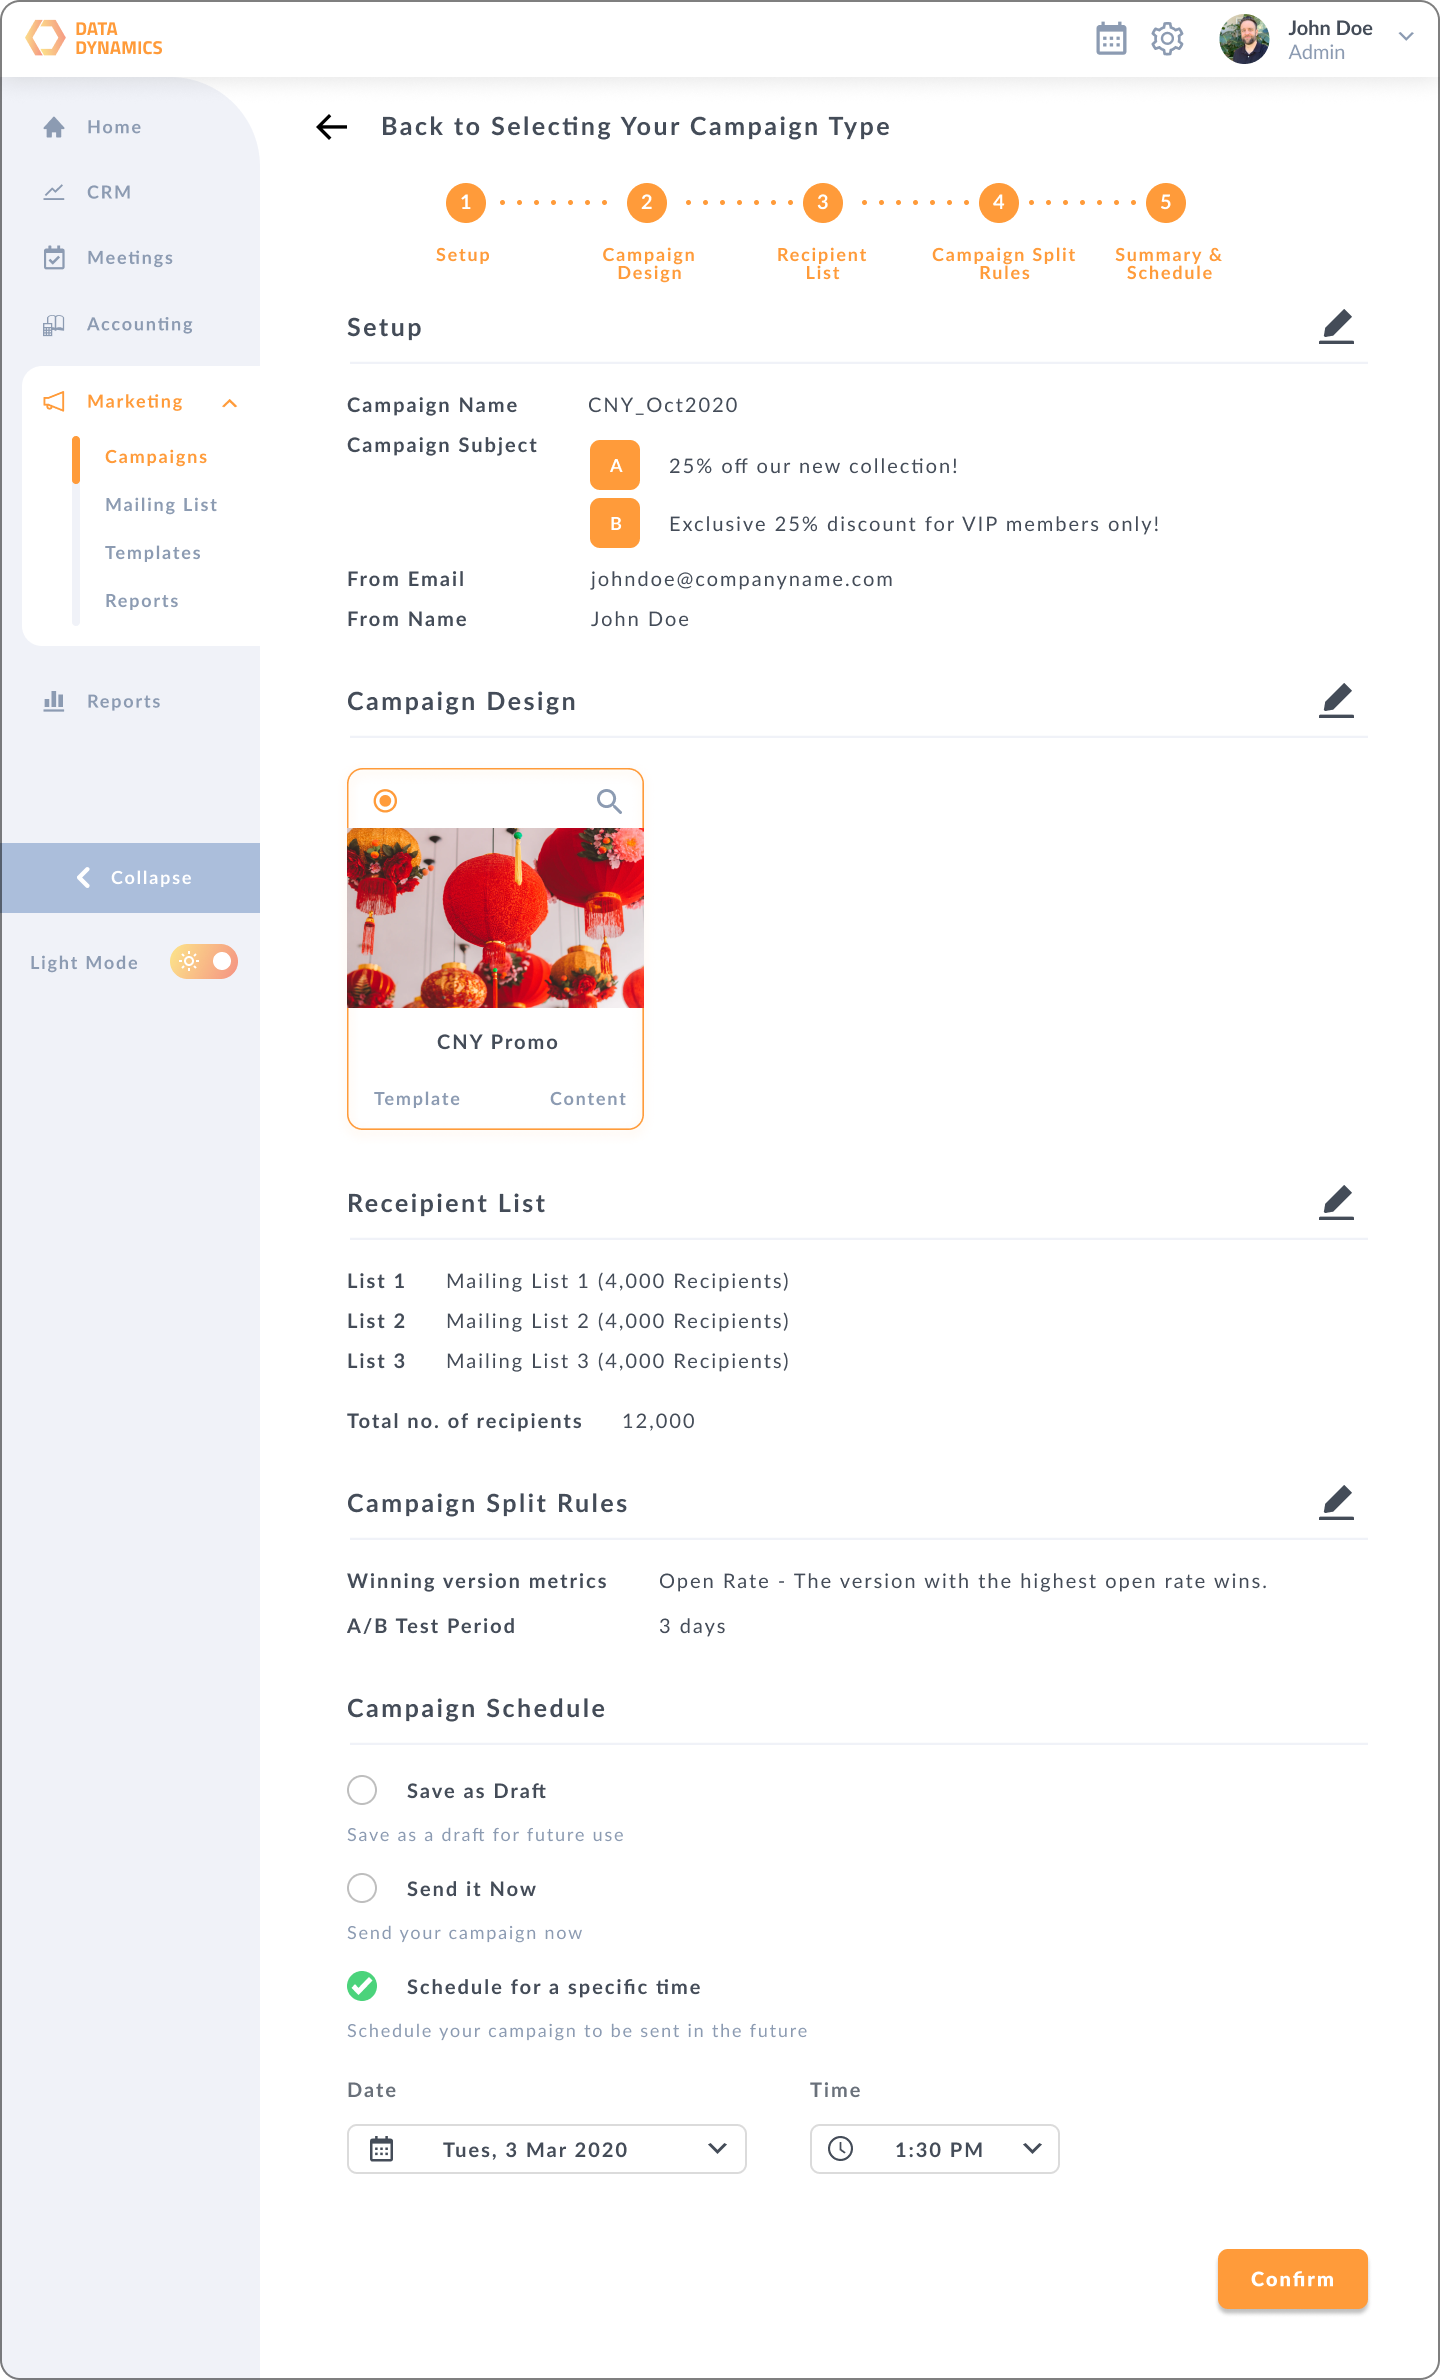 DATA
DYNAMICS
John Doe
Admin
Home
CRM
Meetings
Accounting
Marketing
Campaigns
Mailing List
Templates
Reports
Reports
Collapse
Light Mode
Back to Selecting Your Campaign Type
1 2 3 4 5
Setup
Campaign
Design
Recipient
List
Campaign Split
Rules
Summary &
Schedule
Setup
Campaign Name CNY_Oct2020
Campaign Subject
A 25% off our new collection!
B Exclusive 25% discount for VIP members only!
From Email johndoe@companyname.com
From Name John Doe
Campaign Design
CNY Promo
Template Content
Receipient List
List 1 Mailing List 1 (4,000 Recipients)
List 2 Mailing List 2 (4,000 Recipients)
List 3 Mailing List 3 (4,000 Recipients)
Total no. of recipients 12,000
Campaign Split Rules
Winning version metrics Open Rate - The version with the highest open rate wins.
A/B Test Period 3 days
Campaign Schedule
Save as Draft
Save as a draft for future use
Send it Now
Send your campaign now
Schedule for a specific time
Schedule your campaign to be sent in the future
Date Time
Tues, 3 Mar 2020 1:30 PM
Confirm